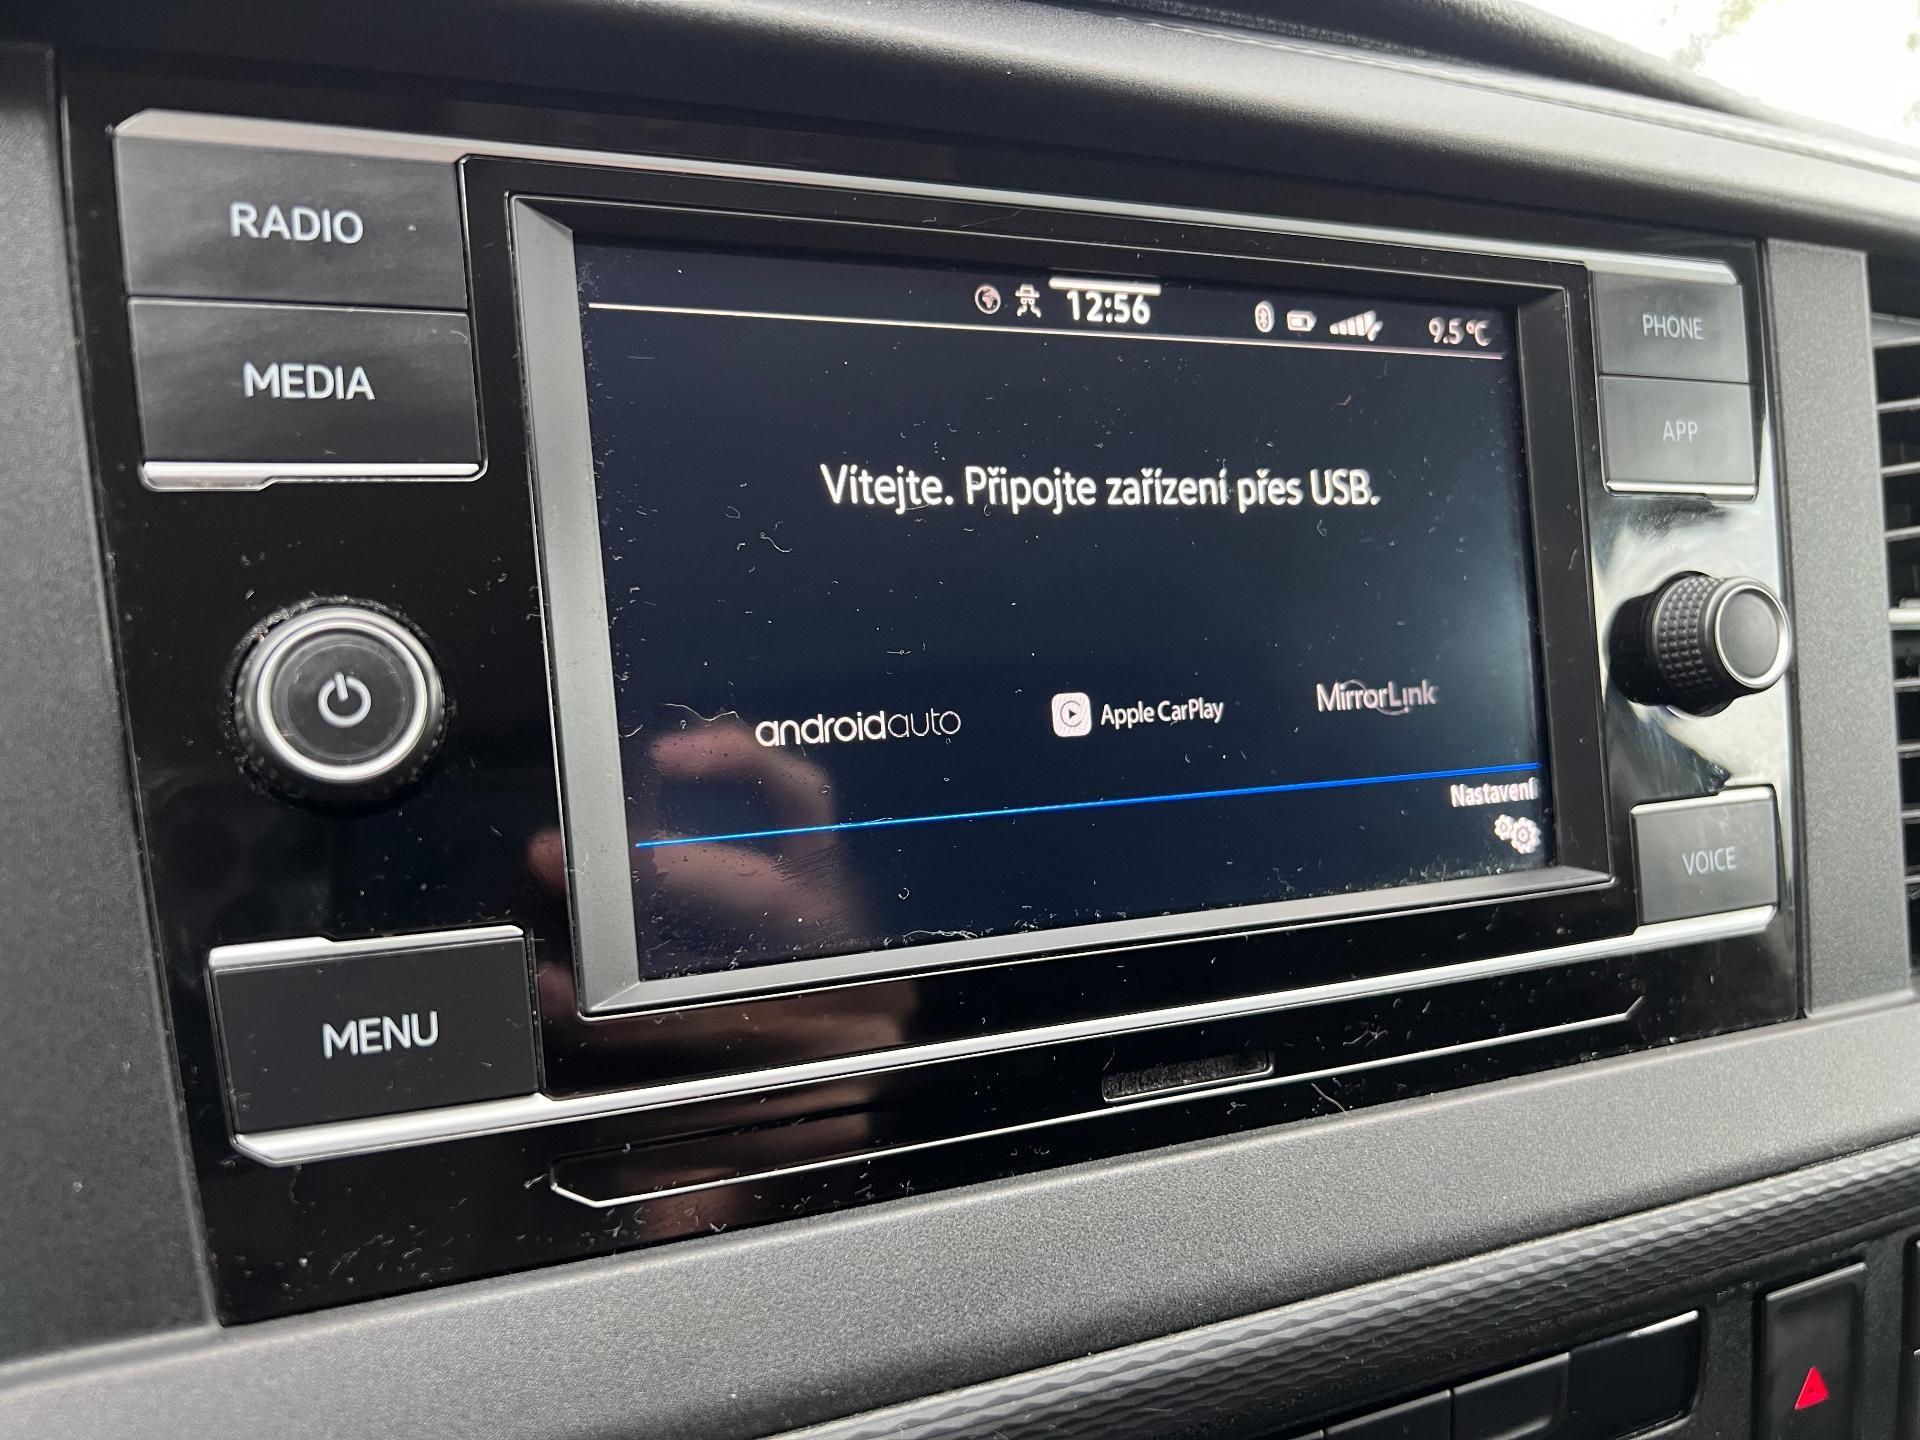 RADIO
MEDIA
MENU
12:56
9.5 °C
Vítejte. Připojte zařízení přes USB.
androidauto
Apple CarPlay
MirrorLink
Nastavení
PHONE
APP
VOICE